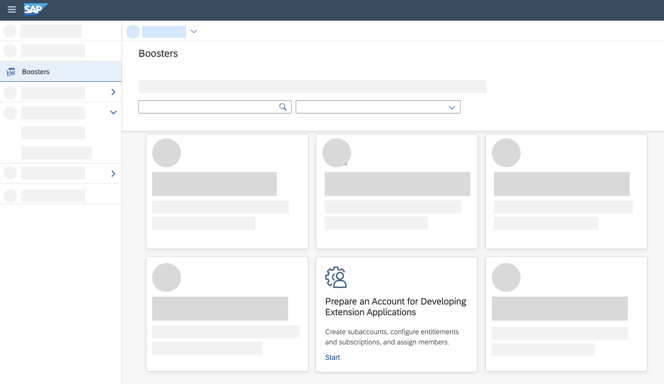 SAP
Boosters
Boosters
Prepare an Account for Developing
Extension Applications
Create subaccounts, configure entitlements
and subscriptions, and assign members.
Start